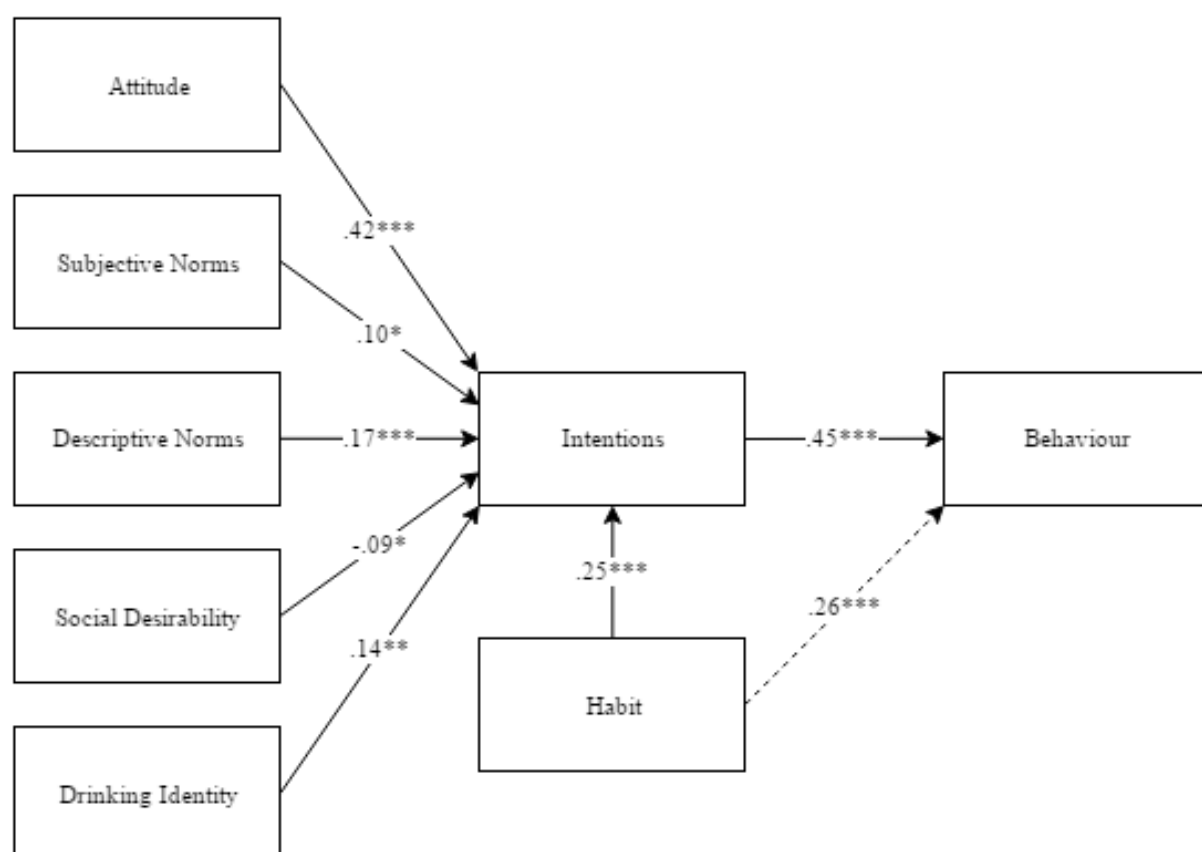 Attitude
.42***
Subjective Norms
.10*
Descriptive Norms
.17***
Intentions
.45***
Behaviour
Social Desirability
-.09*
.25***
.26***
.14**
Habit
Drinking Identity